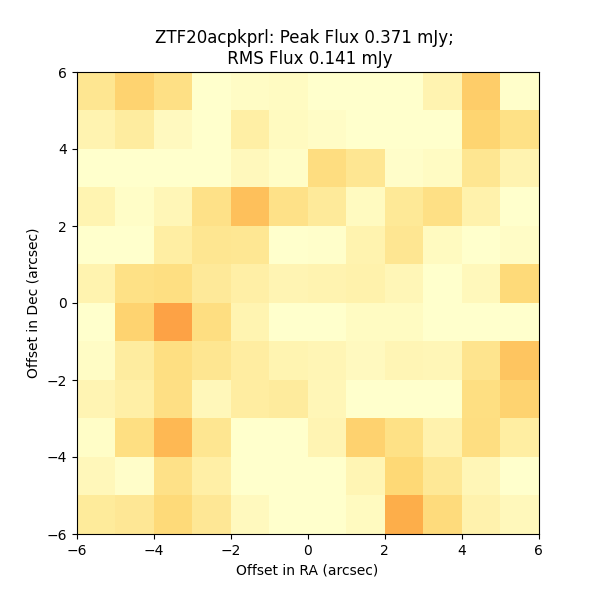 ZTF20acpkprl: Peak Flux 0.371 mJy;
RMS Flux 0.141 mJy
6
4
2
0
−2
−4
−6
Offset in Dec (arcsec)
−6 −4 −2 0 2 4 6
Offset in RA (arcsec)